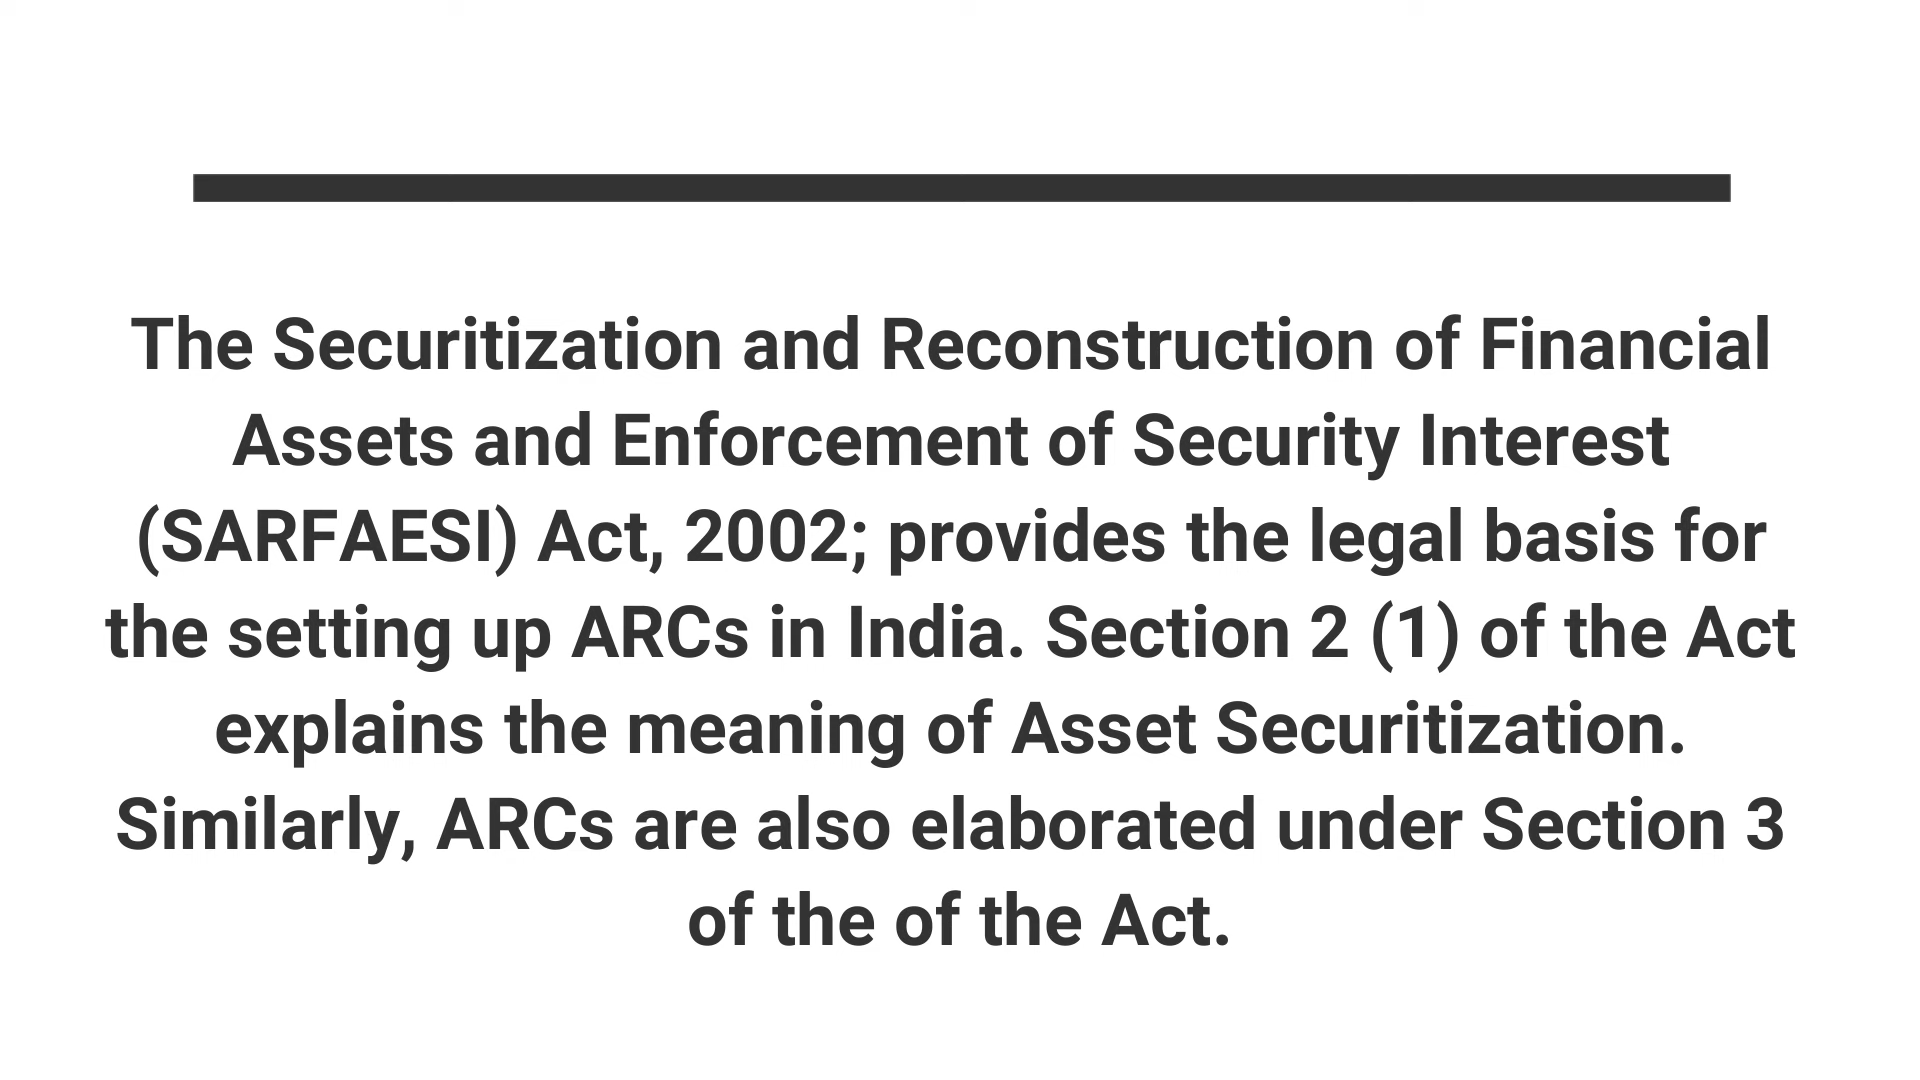 The Securitization and Reconstruction of Financial
Assets and Enforcement of Security Interest
(SARFAESI) Act, 2002; provides the legal basis for
the setting up ARCs in India. Section 2 (1) of the Act
explains the meaning of Asset Securitization.
Similarly, ARCs are also elaborated under Section 3
of the of the Act.